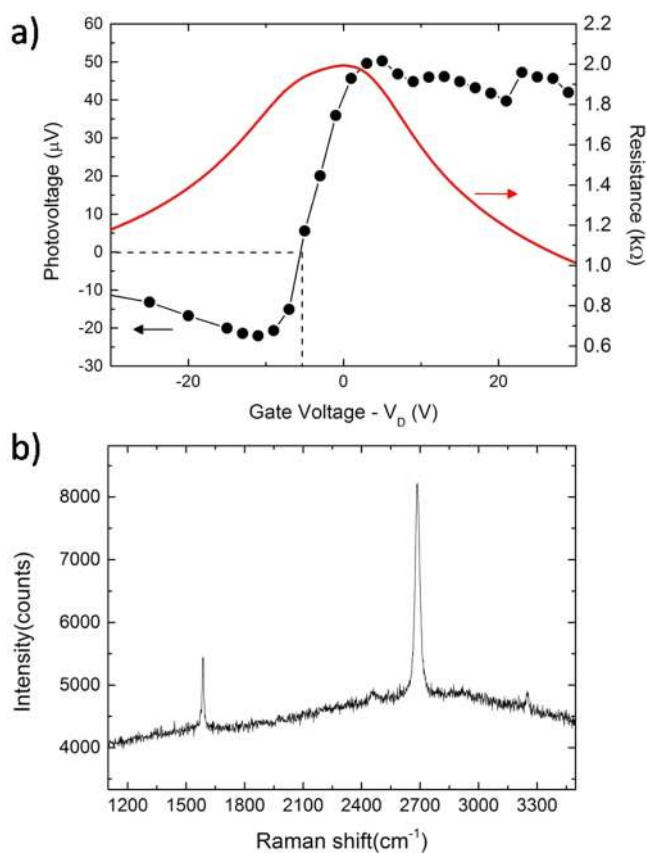 a)
60
50
40
30
20
10
0
-10
-20
-30
Photovoltage (μV)
2.2
2.0
1.8
1.6
1.4
1.2
1.0
0.8
0.6
Resistance (kΩ)
-20 0 20
Gate Voltage - V_D (V)
b)
8000
7000
6000
5000
4000
Intensity(counts)
1200 1500 1800 2100 2400 2700 3000 3300
Raman shift(cm⁻¹)